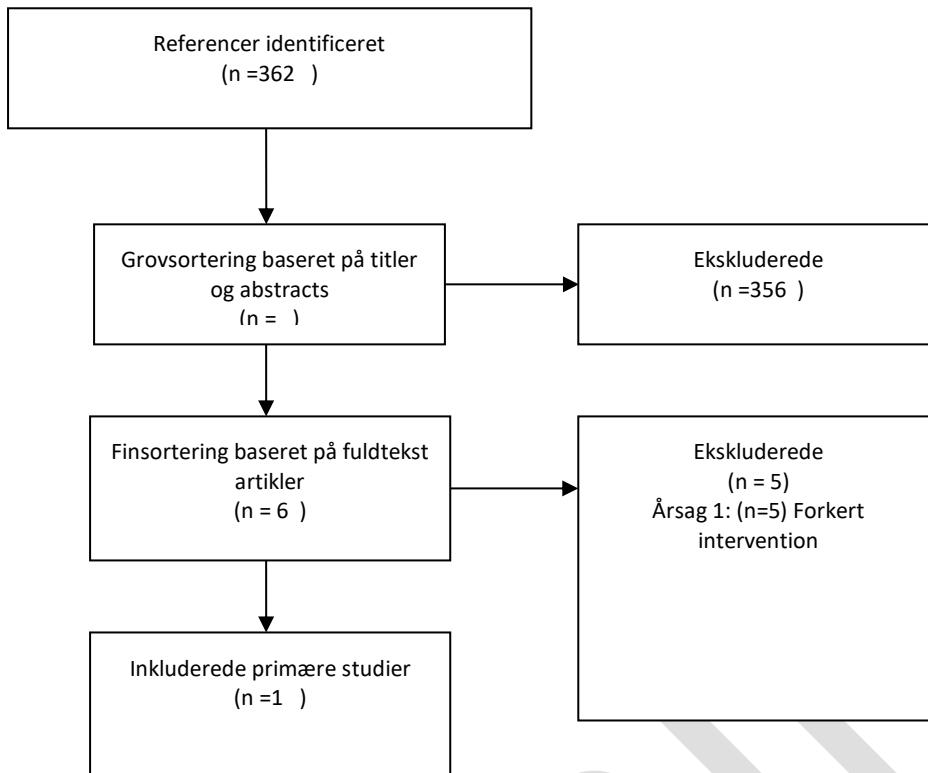 Referencer identificeret
(n =362   )
Grovsortering baseret på titler
og abstracts
(n =   )
Ekskluderede
(n =356  )
Finsortering baseret på fuldtekst
artikler
(n = 6  )
Ekskluderede
(n = 5)
Årsag 1: (n=5) Forkert
intervention
Inkluderede primære studier
(n =1   )